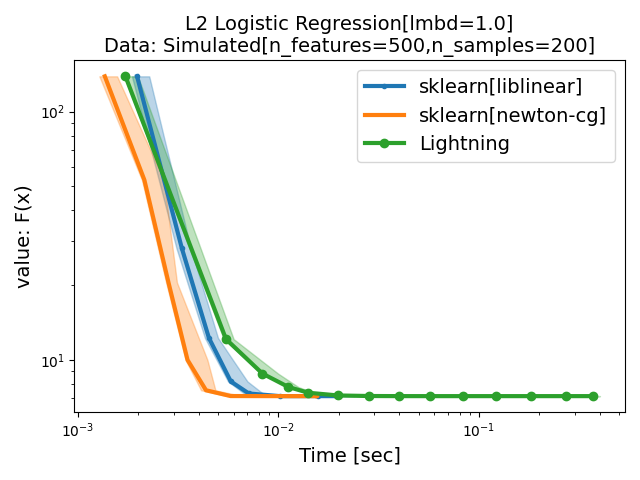 L2 Logistic Regression[lmbd=1.0]
Data: Simulated[n_features=500,n_samples=200]
sklearn[liblinear]
sklearn[newton-cg]
Lightning
value: F(x)
10²
10¹
10⁻³
10⁻²
10⁻¹
Time [sec]